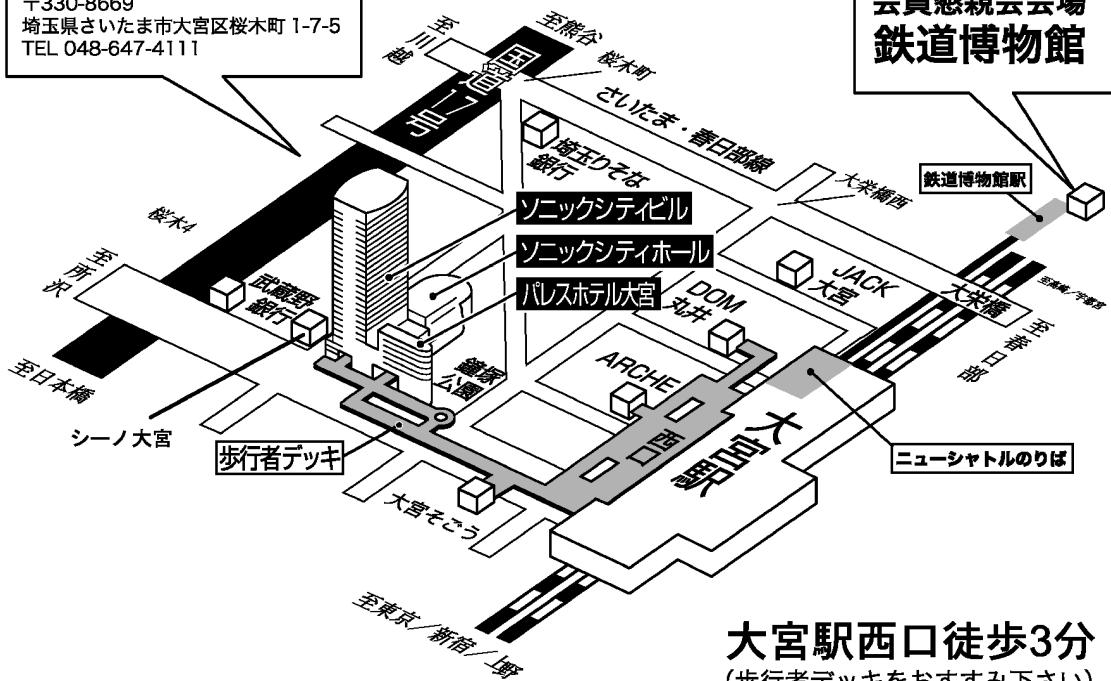 〒330-8669
埼玉県さいたま市大宮区桜木町 1-7-5
TEL 048-647-4111
会員懇親会会場
鉄道博物館
至川越
至熊谷
国道17号
桜木町
さいたま・春日部線
埼玉りそな
銀行
大栄橋西
鉄道博物館駅
桜木4
ソニックシティビル
ソニックシティホール
パレスホテル大宮
至所沢
武蔵野
銀行
JACK
大宮
DOM
丸井
大栄橋
至高崎/宇都宮
至春日部
至日本橋
鐘塚
公園
ARCHE
シーノ大宮
歩行者デッキ
西口
大宮駅
ニューシャトルのりば
大宮そごう
至東京/新宿/上野
大宮駅西口徒歩3分
(歩行者デッキをおすすみ下さい)